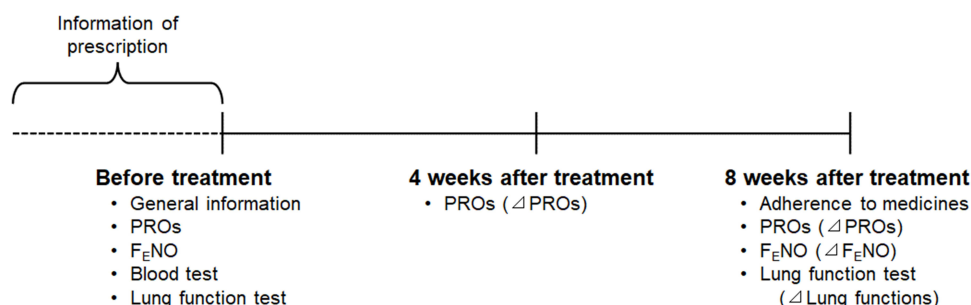 Information of
prescription
Before treatment
• General information
• PROs
• FENO
• Blood test
• Lung function test
4 weeks after treatment
• PROs (⊿PROs)
8 weeks after treatment
• Adherence to medicines
• PROs (⊿PROs)
• FENO (⊿FENO)
• Lung function test
(⊿Lung functions)